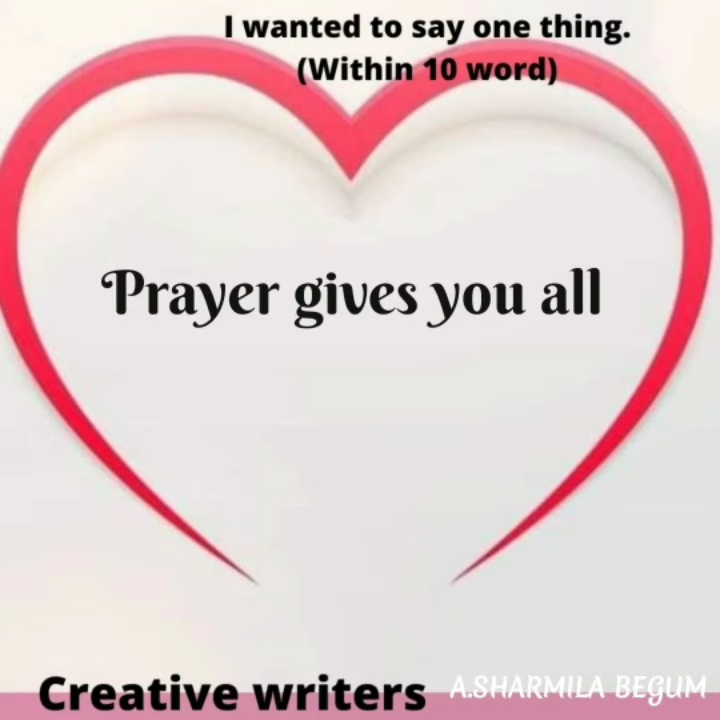 I wanted to say one thing.
(Within 10 word)
Prayer gives you all
Creative writers
A.SHARMILA BEGUM